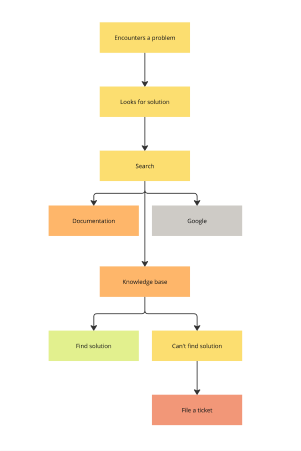 Encounters a problem
Looks for solution
Search
Documentation
Google
Knowledge base
Find solution
Can't find solution
File a ticket